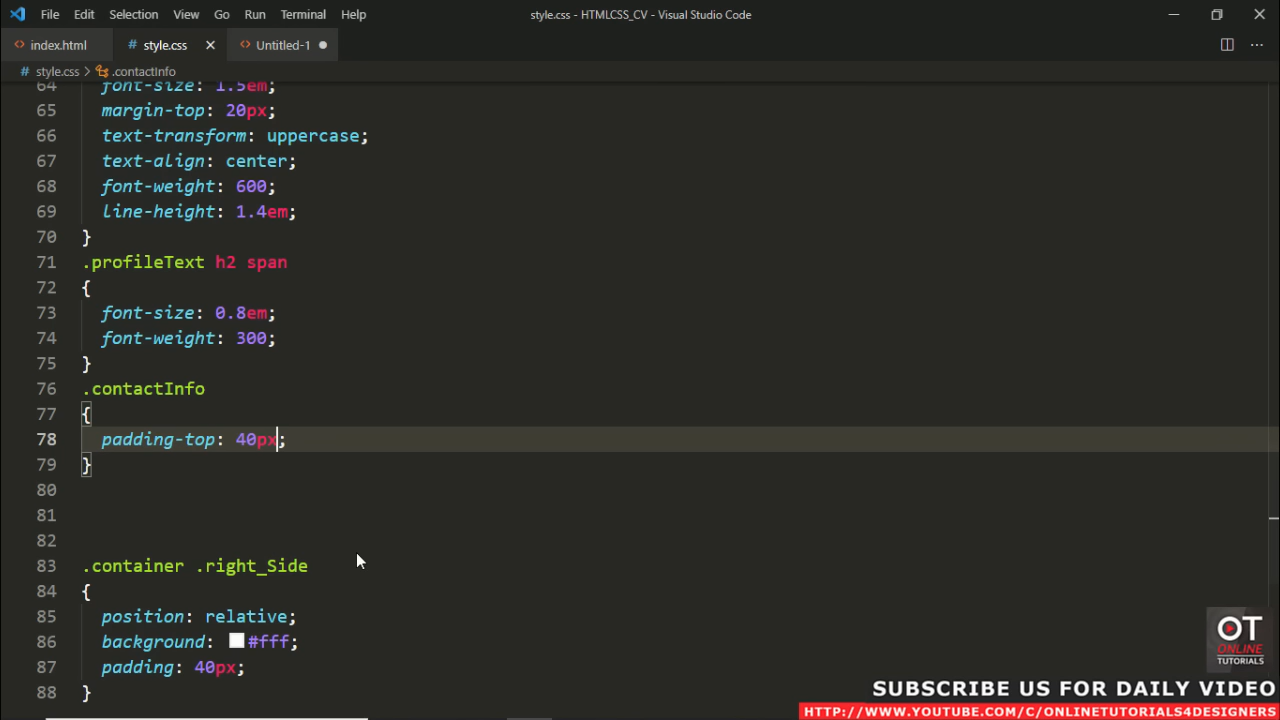 File Edit Selection View Go Run Terminal Help style.css - HTMLCSS_CV - Visual Studio Code
index.html # style.css Untitled-1
# style.css > .contactInfo
64 font-size: 1.5em;
65 margin-top: 20px;
66 text-transform: uppercase;
67 text-align: center;
68 font-weight: 600;
69 line-height: 1.4em;
70 }
71 .profileText h2 span
72 {
73 font-size: 0.8em;
74 font-weight: 300;
75 }
76 .contactInfo
77 {
78 padding-top: 40px;
79 }
80
81
82
83 .container .right_Side
84 {
85 position: relative;
86 background: #fff;
87 padding: 40px;
88 }
OT
ONLINE
TUTORIALS
SUBSCRIBE US FOR DAILY VIDEO
HTTP://WWW.YOUTUBE.COM/C/ONLINETUTORIALS4DESIGNERS